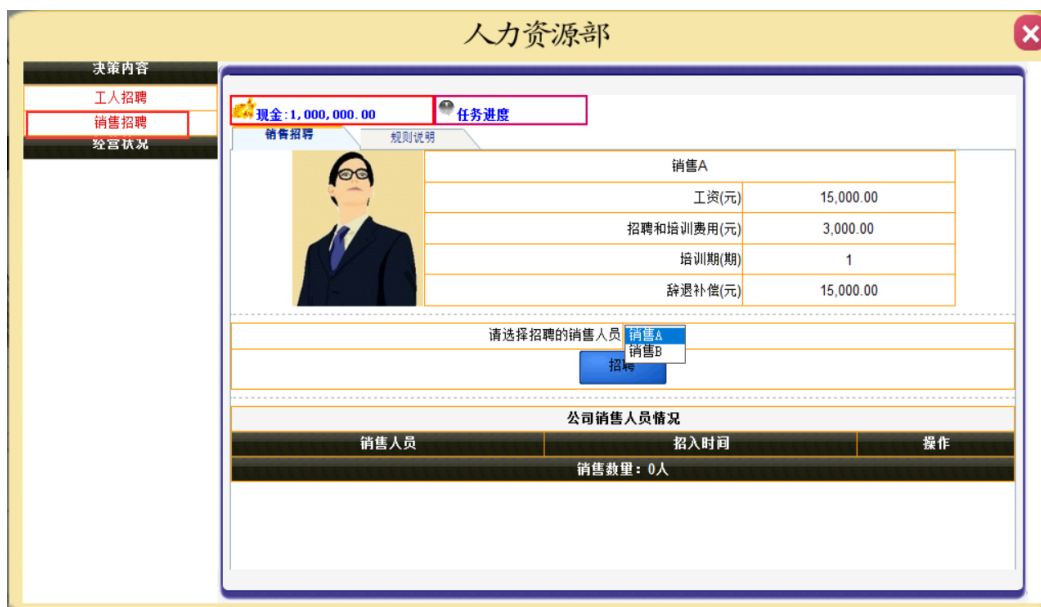 人力资源部
决策内容
工人招聘
销售招聘
经营状况
现金:1,000,000.00 任务进度
销售招聘 规则说明
销售A
工资(元) 15,000.00
招聘和培训费用(元) 3,000.00
培训期(期) 1
辞退补偿(元) 15,000.00
请选择招聘的销售人员 销售A
销售B
招聘
公司销售人员情况
销售人员 招入时间 操作
销售数量:0人